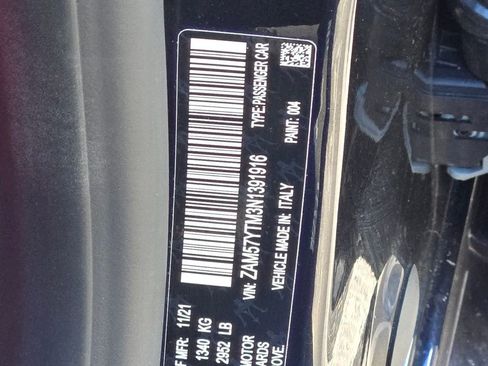 F MFR: 11/21
1340 KG
2952 LB
MOTOR
ARDS
OVE.
VIN: ZAM57YTM3N1391916
TYPE:PASSENGER CAR
VEHICLE MADE IN: ITALY
PAINT: 004